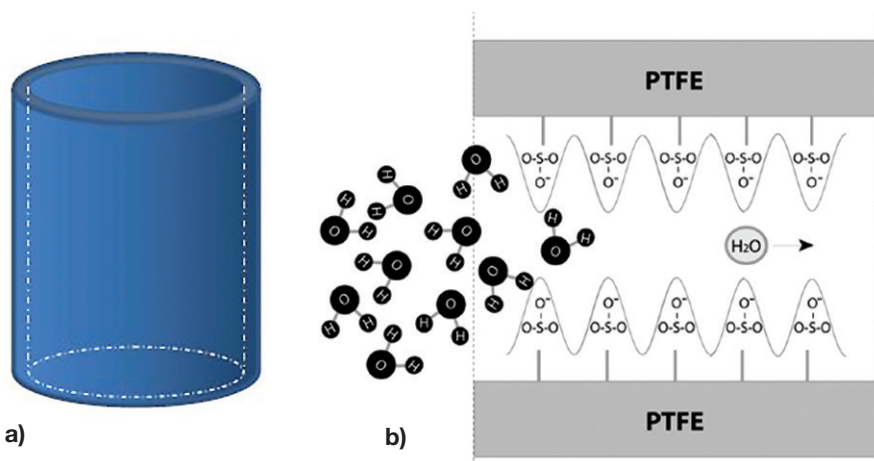 PTFE
O-S-O O-S-O O-S-O O-S-O O-S-O
O⁻ O⁻ O⁻ O⁻ O⁻
O H H
H O H
H O H
H O H
H O H
H O H
H O H
O H H
O H H
O H H
O H H
H₂O
O⁻ O⁻ O⁻ O⁻ O⁻
O-S-O O-S-O O-S-O O-S-O O-S-O
PTFE
a)
b)